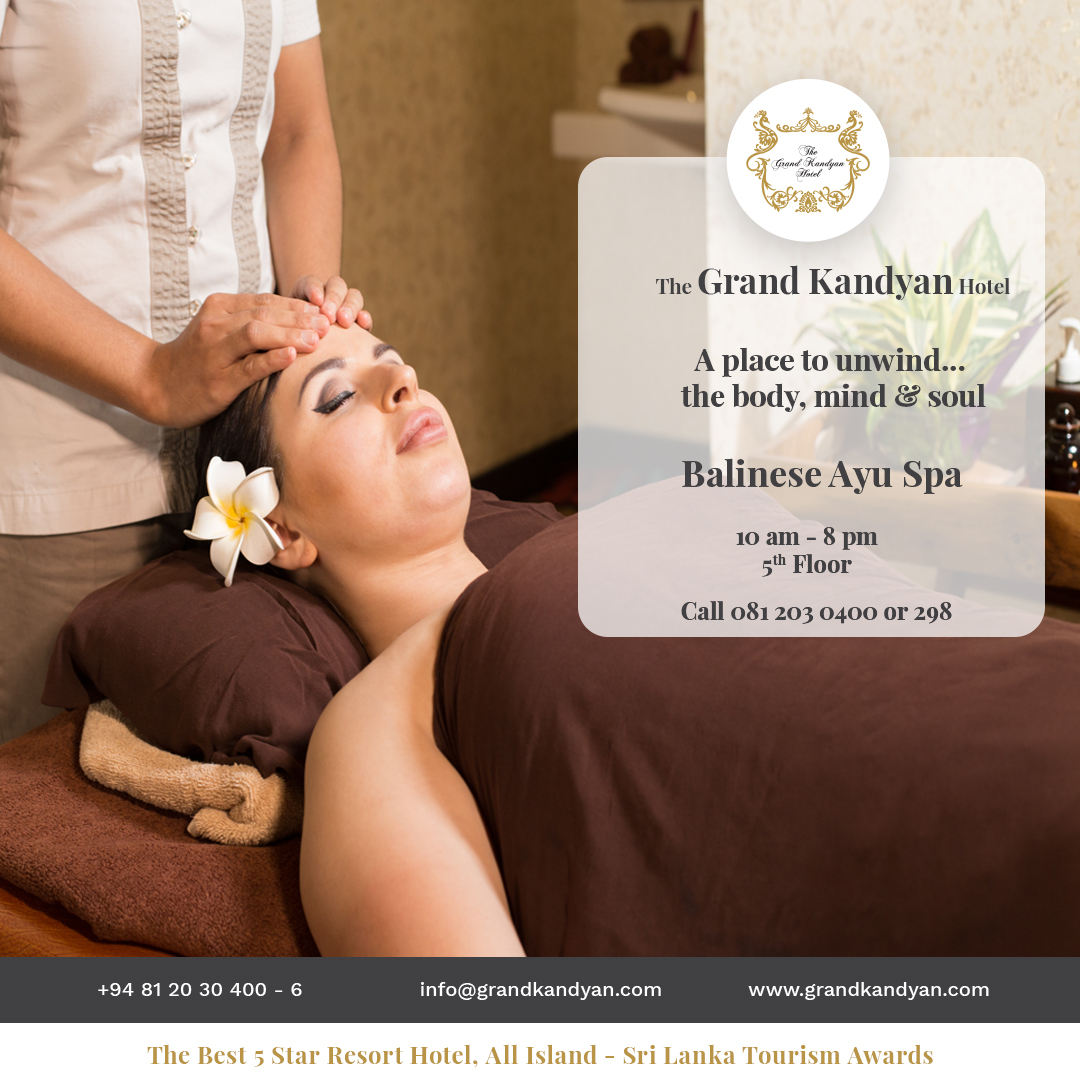 The
Grand Kandyan
Hotel
The Grand Kandyan Hotel
A place to unwind...
the body, mind & soul
Balinese Ayu Spa
10 am - 8 pm
5th Floor
Call 081 203 0400 or 298
+94 81 20 30 400 - 6 info@grandkandyan.com www.grandkandyan.com
The Best 5 Star Resort Hotel, All Island - Sri Lanka Tourism Awards